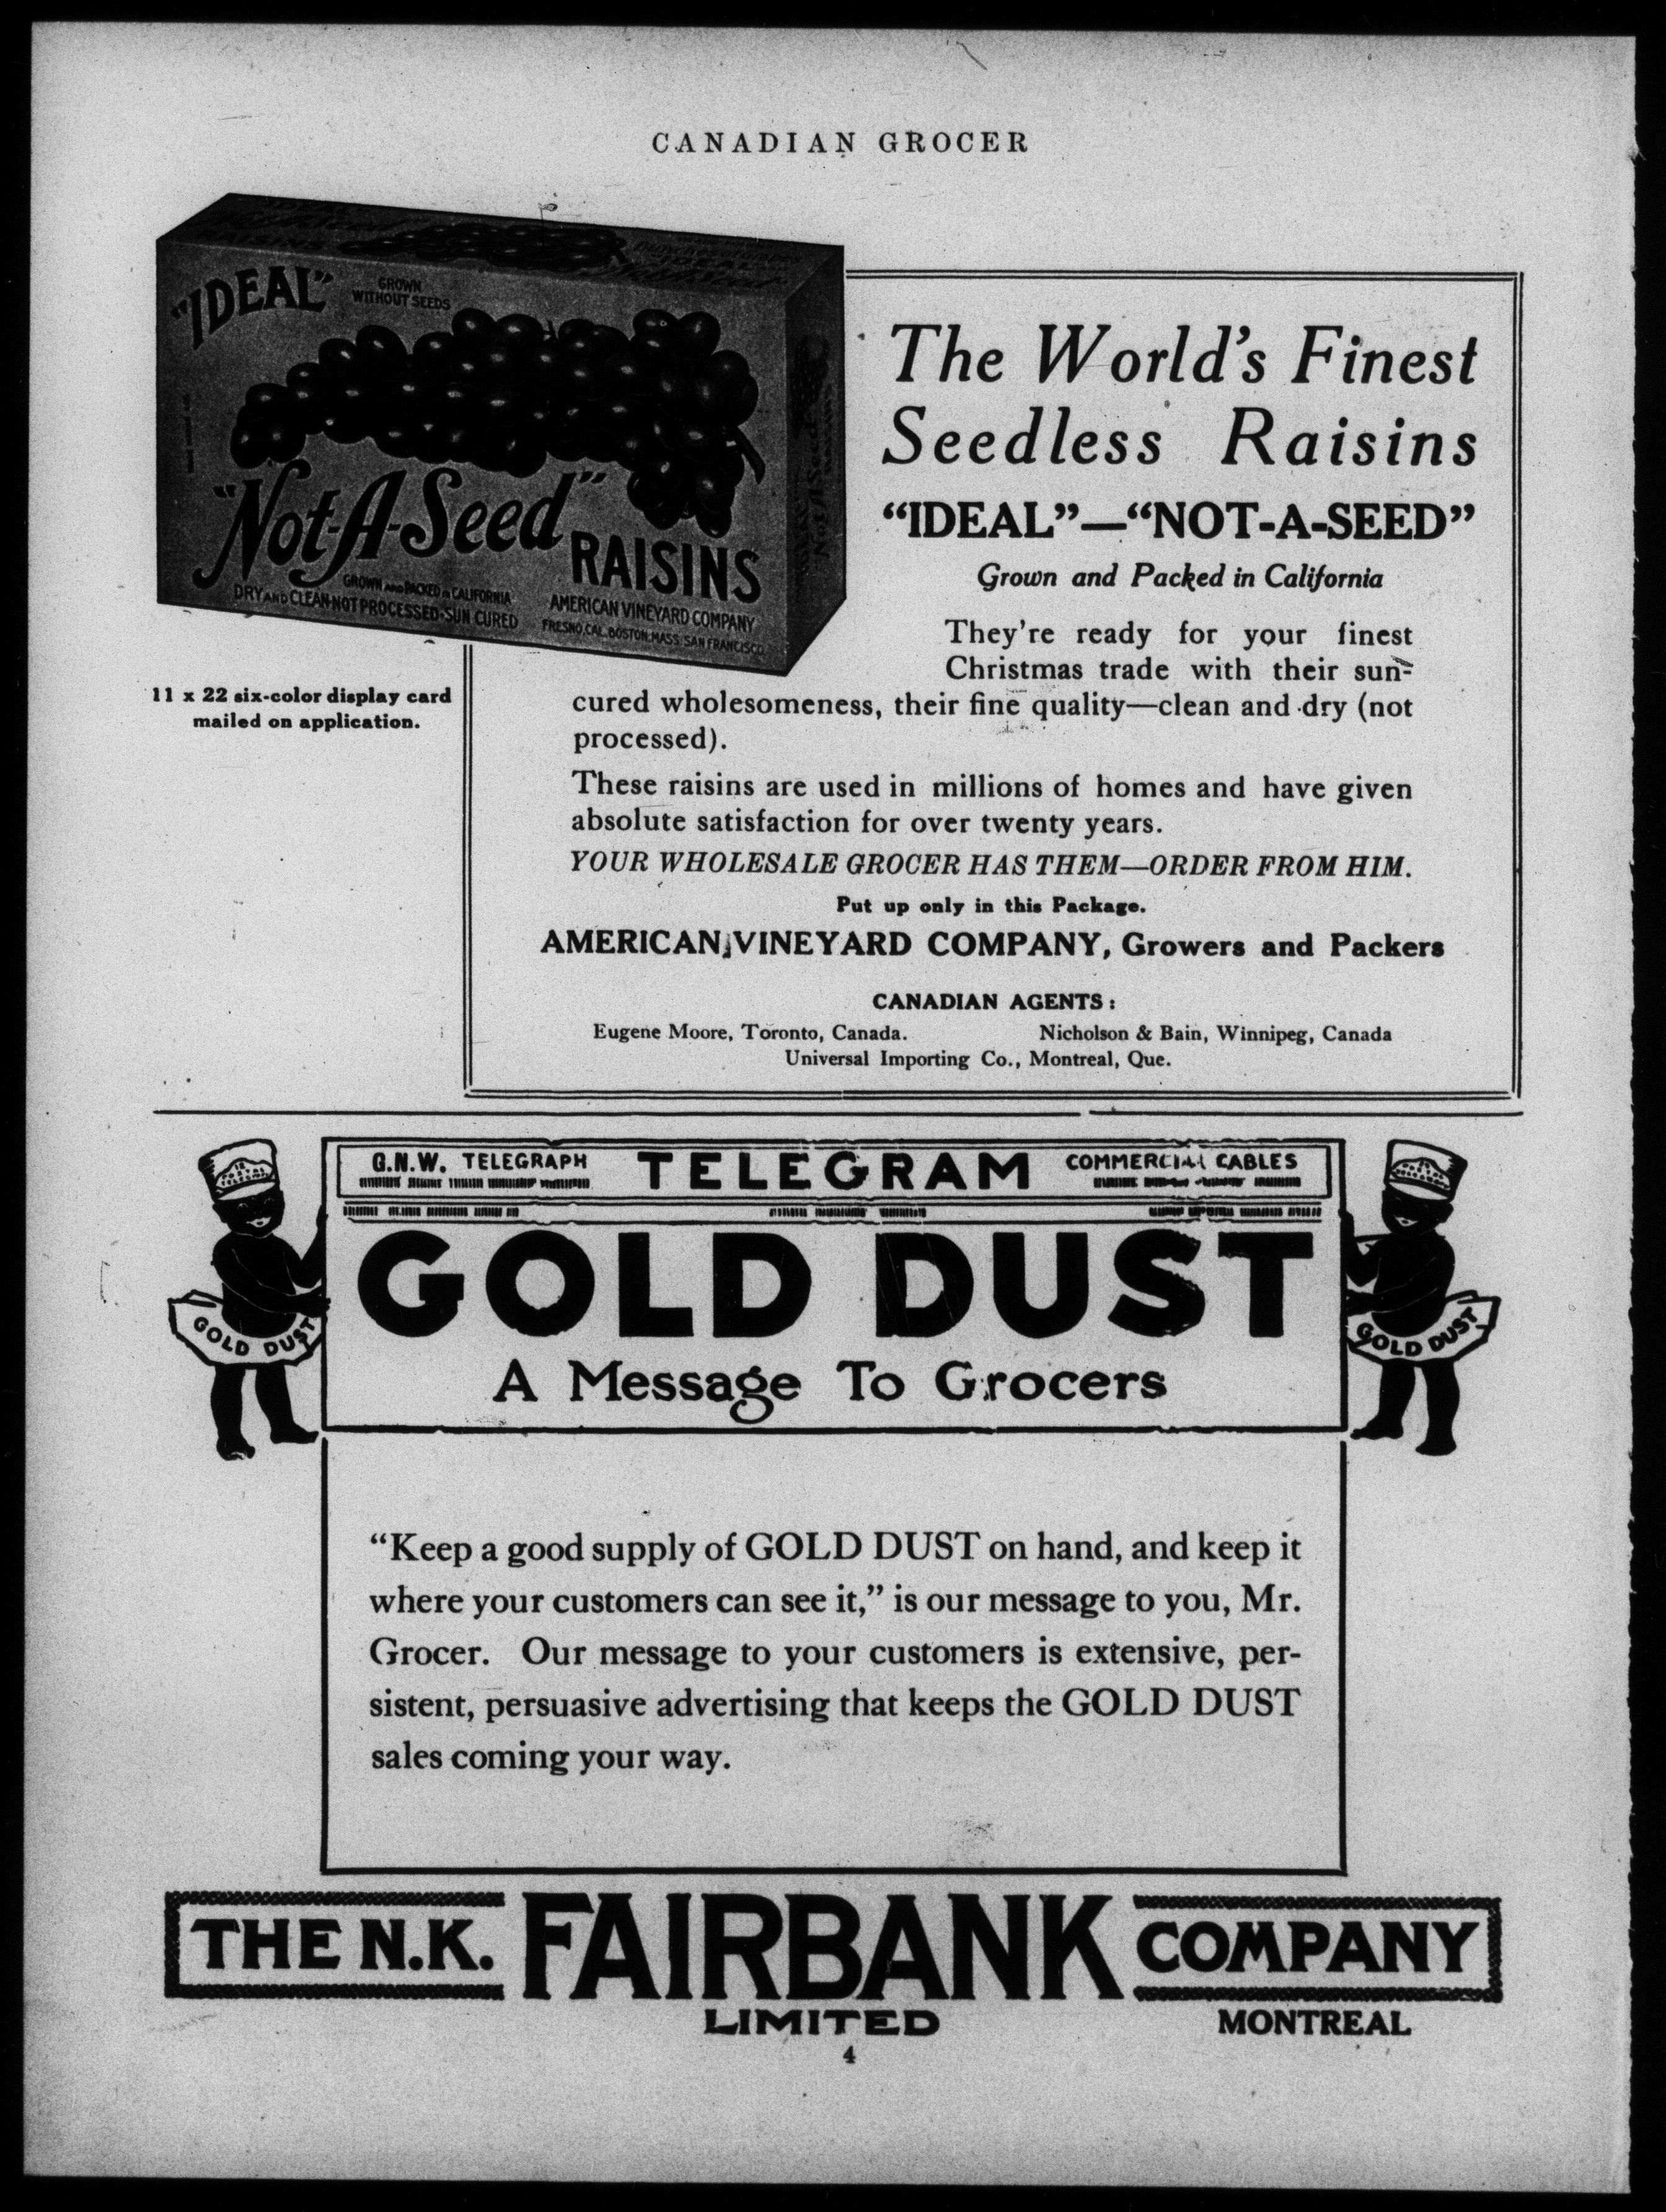 CANADIAN GROCER
"IDEAL"
GROWN
WITHOUT SEEDS
"Not-A-Seed"
RAISINS
GROWN AND PACKED IN CALIFORNIA
DRY AND CLEAN-NOT PROCESSED-SUN CURED
AMERICAN VINEYARD COMPANY
FRESNO, CAL. BOSTON, MASS. SAN FRANCISCO
11 x 22 six-color display card
mailed on application.
The World's Finest
Seedless Raisins
"IDEAL"—"NOT-A-SEED"
Grown and Packed in California
They're ready for your finest
Christmas trade with their sun-
cured wholesomeness, their fine quality—clean and dry (not
processed).
These raisins are used in millions of homes and have given
absolute satisfaction for over twenty years.
YOUR WHOLESALE GROCER HAS THEM—ORDER FROM HIM.
Put up only in this Package.
AMERICAN VINEYARD COMPANY, Growers and Packers
CANADIAN AGENTS:
Eugene Moore, Toronto, Canada. Nicholson & Bain, Winnipeg, Canada
Universal Importing Co., Montreal, Que.
G.N.W. TELEGRAPH TELEGRAM COMMERCIAL CABLES
GOLD DUST
A Message To Grocers
GOLD DUST
GOLD DUST
"Keep a good supply of GOLD DUST on hand, and keep it
where your customers can see it," is our message to you, Mr.
Grocer. Our message to your customers is extensive, per-
sistent, persuasive advertising that keeps the GOLD DUST
sales coming your way.
THE N.K. FAIRBANK COMPANY
LIMITED MONTREAL
4